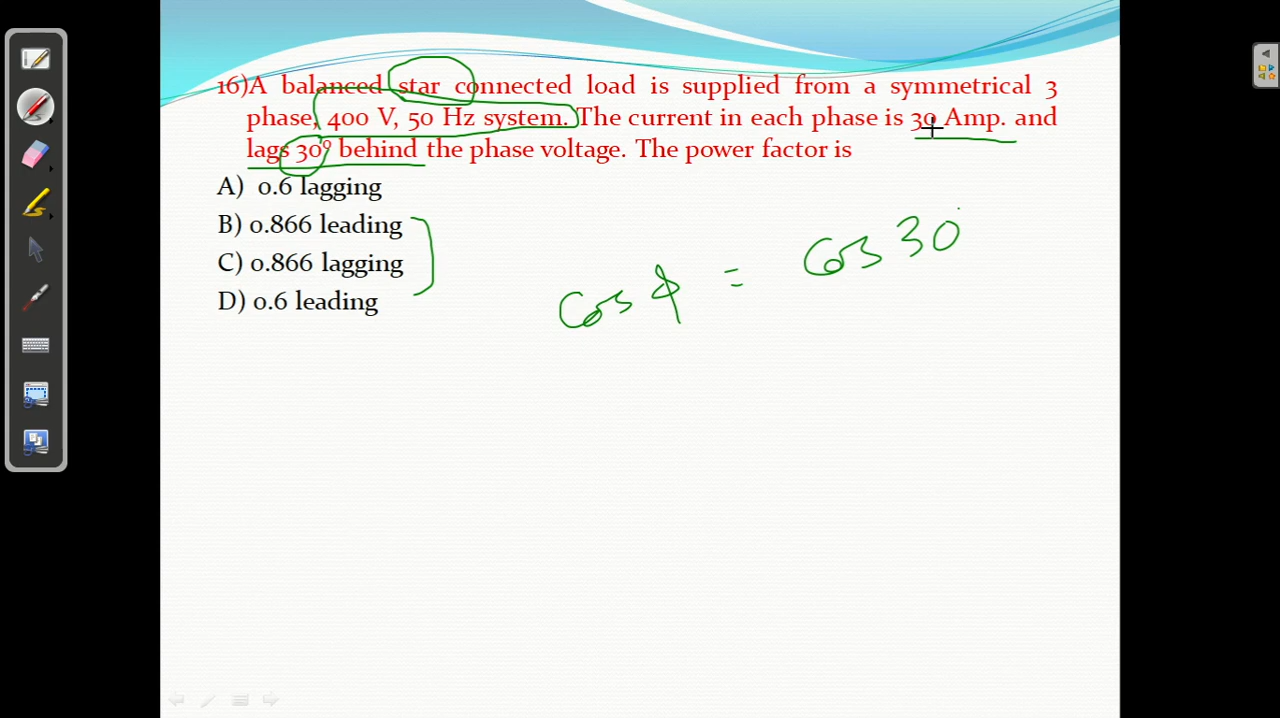 16)A balanced star connected load is supplied from a symmetrical 3
phase, 400 V, 50 Hz system. The current in each phase is 30 Amp. and
lags 30° behind the phase voltage. The power factor is
A) 0.6 lagging
B) 0.866 leading
C) 0.866 lagging
D) 0.6 leading
Cos ϕ = Cos 30